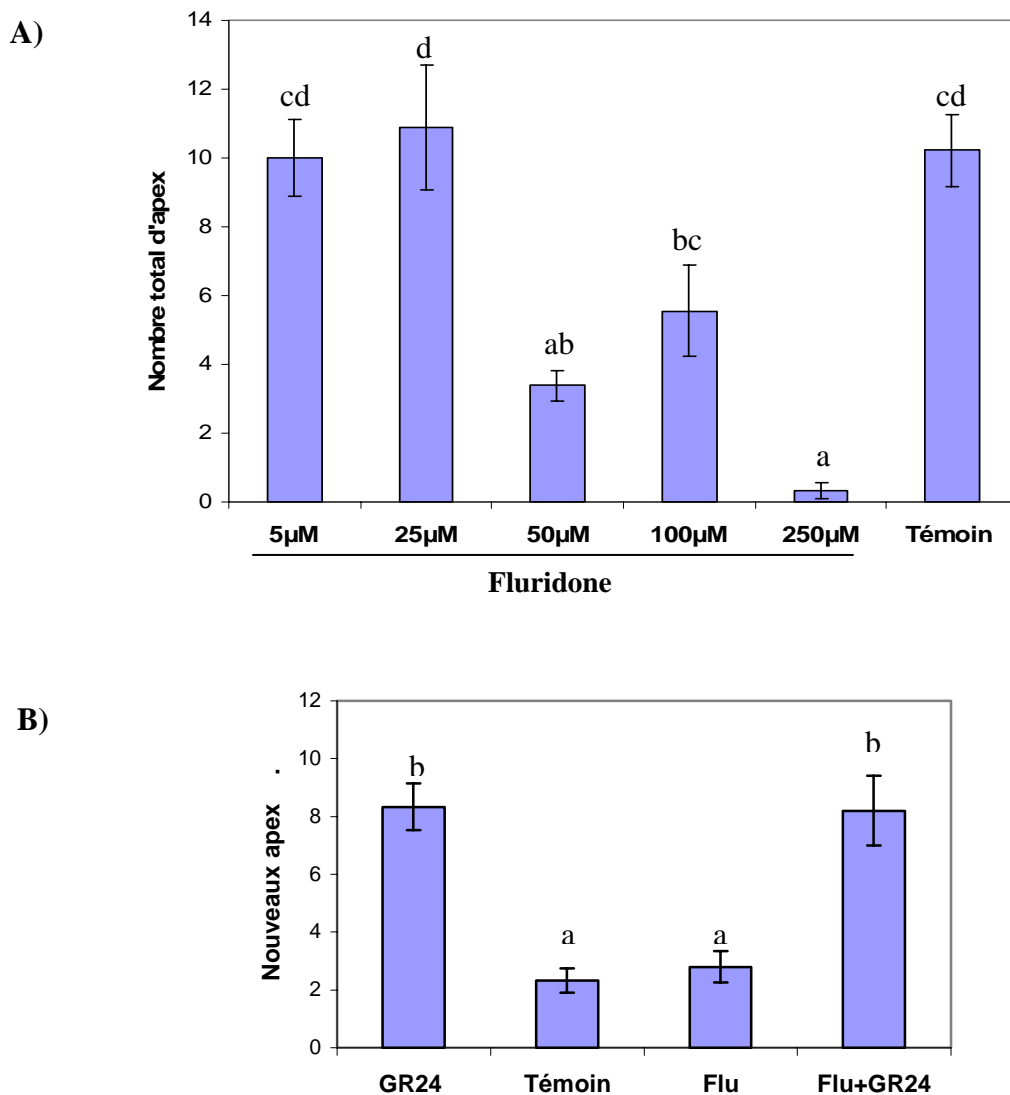 A)
Nombre total d'apex
14
12
10
8
6
4
2
0
cd
d
ab
bc
a
cd
5µM 25µM 50µM 100µM 250µM Témoin
Fluridone
B)
Nouveaux apex .
12
10
8
6
4
2
0
b
a
a
b
GR24 Témoin Flu Flu+GR24